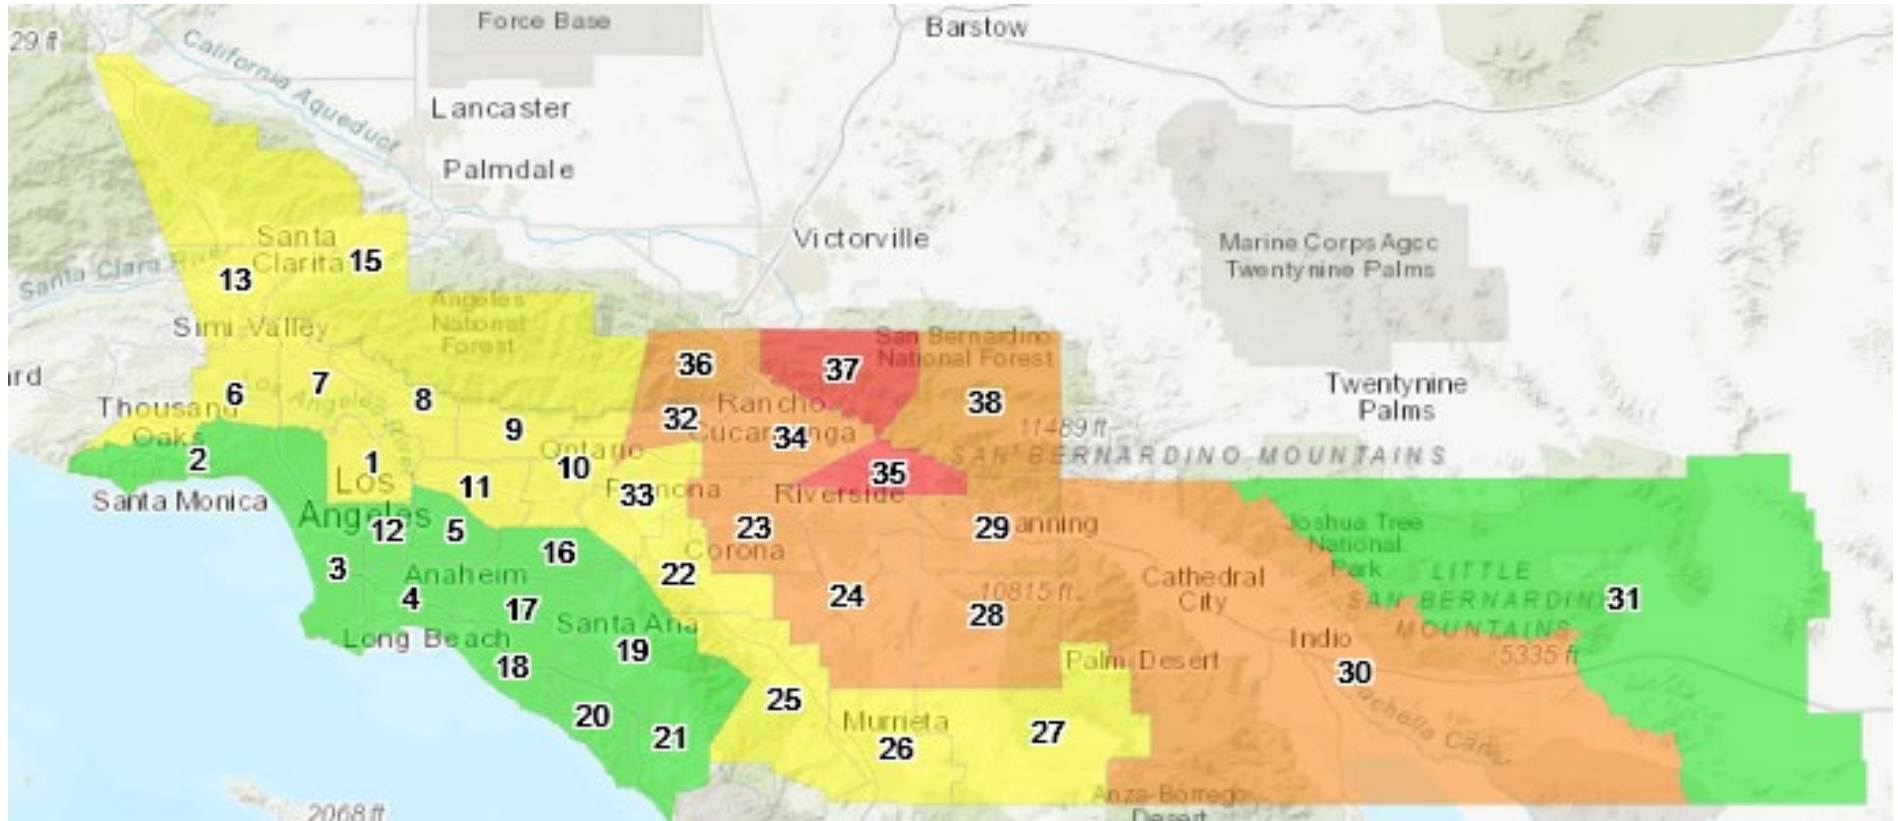 Force Base
Barstow
29 ft
California Aqueduct
Lancaster
Palmdale
Santa
Clarita
15
Victorville
Marine Corps Agcc
Twentynine Palms
Santa Clara River
13
Angeles
National
Forest
Simi Valley
San Bernardino
National Forest
36
37
ard
6
7
8
Los Angeles River
Thousand
Oaks
32
Rancho
Cucamonga
34
38
11489 ft
Twentynine
Palms
9
Ontario
10
2
1
Los
Angeles
11
33
Pomona
35
Riverside
SAN BERNARDINO MOUNTAINS
Santa Monica
12
5
16
23
Corona
29
Banning
Joshua Tree
National
Park
LITTLE
SAN BERNARDINO
MOUNTAINS
31
3
Anaheim
4
17
22
24
10815 ft
28
Cathedral
City
Long Beach
Santa Ana
19
18
Palm Desert
Indio
5335 ft
30
25
20
21
Murrieta
26
27
Coachella Canal
Anza-Borrego
Desert
2068 ft